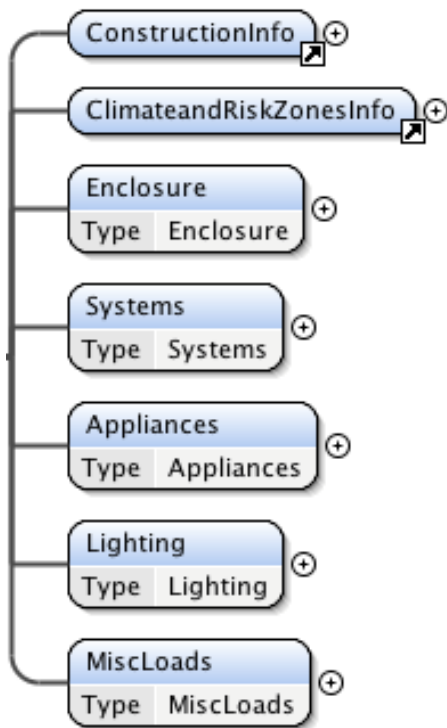 ConstructionInfo
ClimateandRiskZonesInfo
Enclosure
Type Enclosure
Systems
Type Systems
Appliances
Type Appliances
Lighting
Type Lighting
MiscLoads
Type MiscLoads